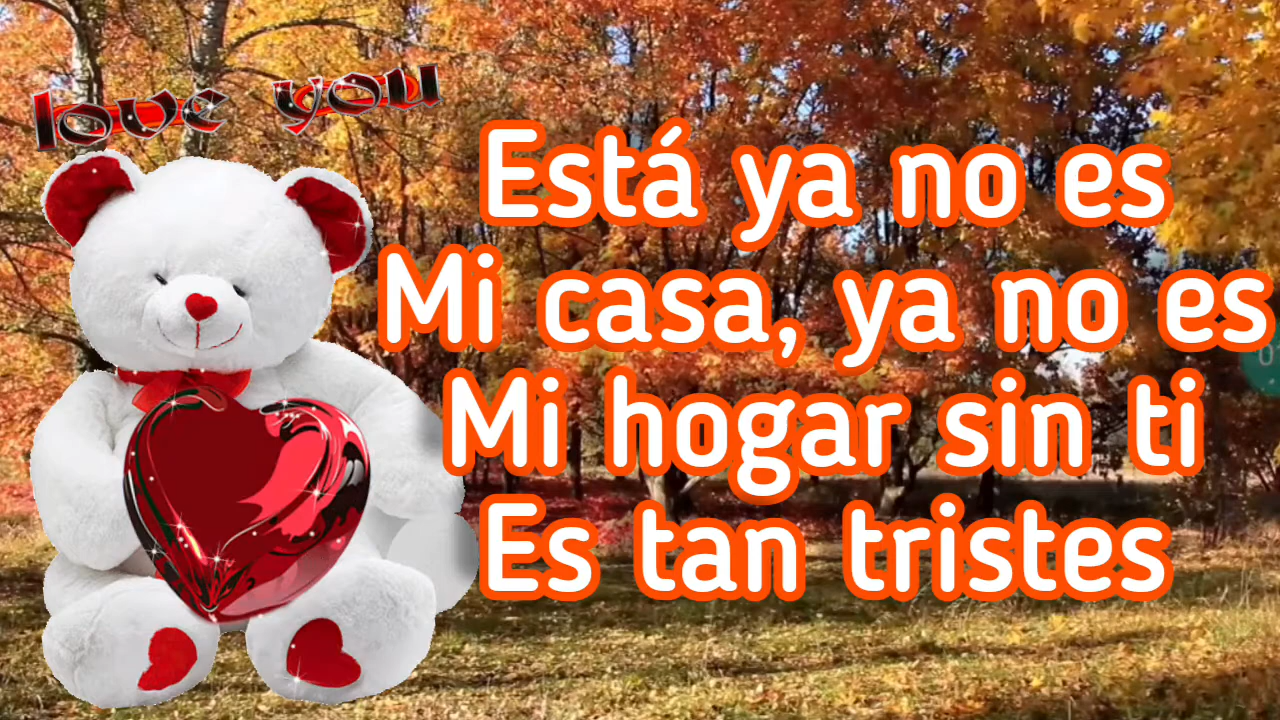 love you
Está ya no es
Mi casa, ya no es
Mi hogar sin ti
Es tan tristes